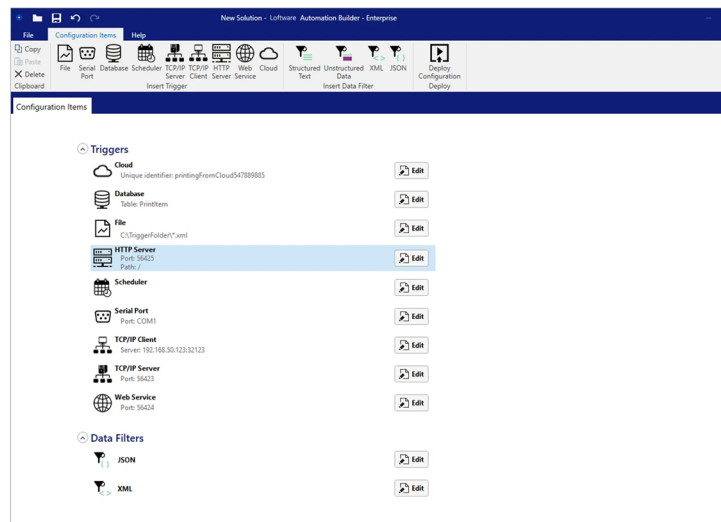 New Solution - Loftware Automation Builder - Enterprise
File Configuration Items Help
Copy
Paste
Delete
Clipboard
File Serial Port Database Scheduler TCP/IP Server TCP/IP Client HTTP Server Web Service Cloud
Insert Trigger
Structured Text Unstructured Data XML JSON
Insert Data Filter
Deploy Configuration
Deploy
Configuration Items
Triggers
Cloud
Unique identifier: printingFromCloud547889885
Edit
Database
Table: PrintItem
Edit
File
C:\TriggerFolder\*.xml
Edit
HTTP Server
Port: 56425
Path: /
Edit
Scheduler
Edit
Serial Port
Port: COM1
Edit
TCP/IP Client
Server: 192.168.50.123:32123
Edit
TCP/IP Server
Port: 56423
Edit
Web Service
Port: 56424
Edit
Data Filters
JSON
Edit
XML
Edit